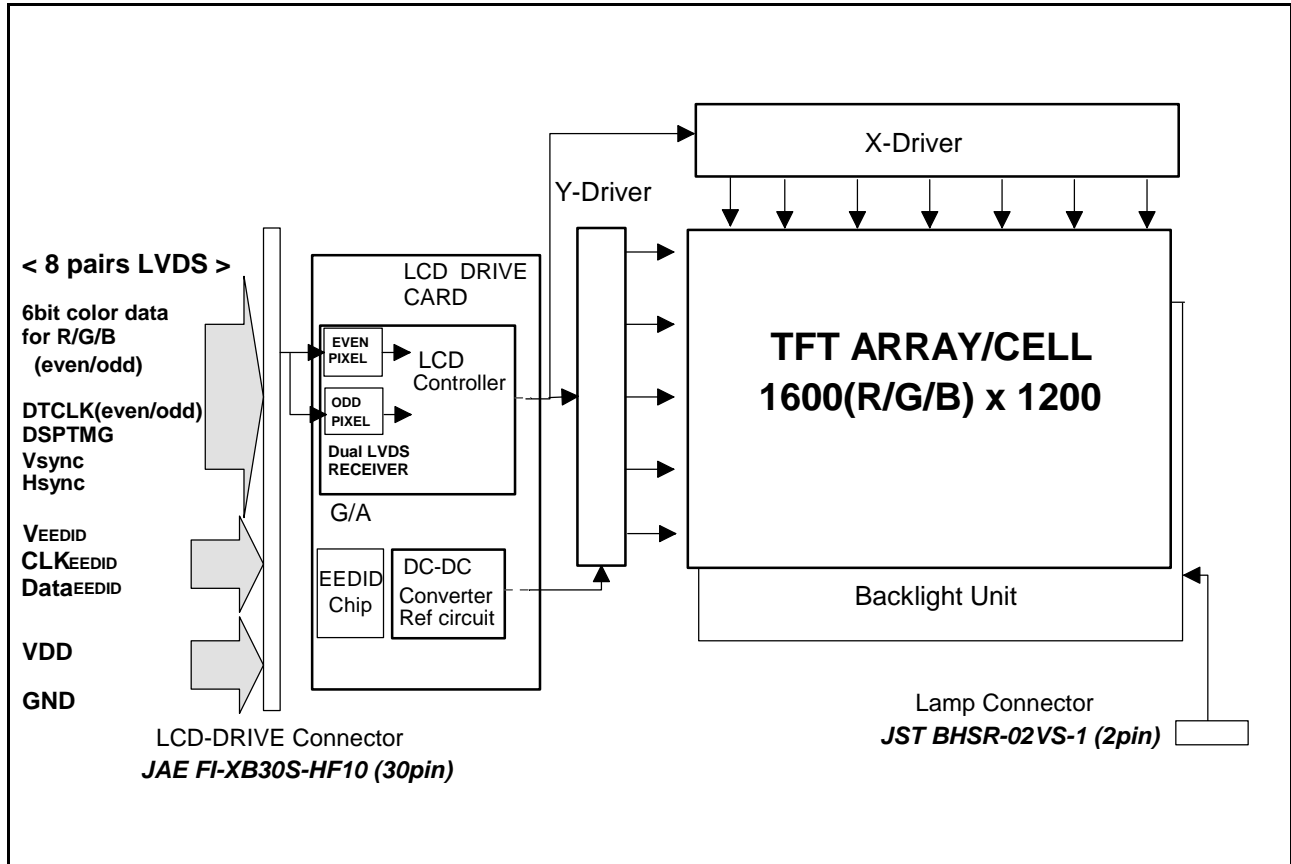 X-Driver
Y-Driver
< 8 pairs LVDS >
6bit color data
for R/G/B
(even/odd)
DTCLK(even/odd)
DSPTMG
Vsync
Hsync
VEEDID
CLKEEDID
DataEEDID
VDD
GND
LCD DRIVE
CARD
EVEN
PIXEL
LCD
Controller
ODD
PIXEL
Dual LVDS
RECEIVER
G/A
EEDID
Chip
DC-DC
Converter
Ref circuit
TFT ARRAY/CELL
1600(R/G/B) x 1200
Backlight Unit
LCD-DRIVE Connector
JAE FI-XB30S-HF10 (30pin)
Lamp Connector
JST BHSR-02VS-1 (2pin)